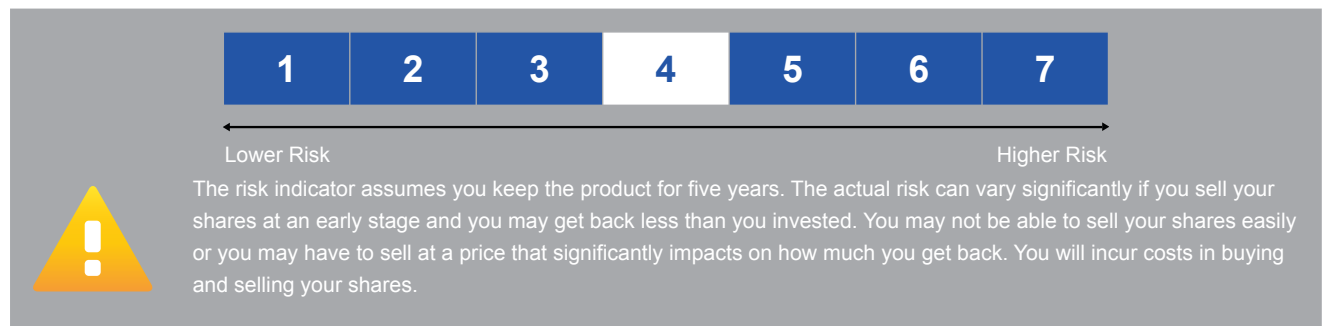 1 2 3 4 5 6 7
Lower Risk Higher Risk
The risk indicator assumes you keep the product for five years. The actual risk can vary significantly if you sell your
shares at an early stage and you may get back less than you invested. You may not be able to sell your shares easily
or you may have to sell at a price that significantly impacts on how much you get back. You will incur costs in buying
and selling your shares.